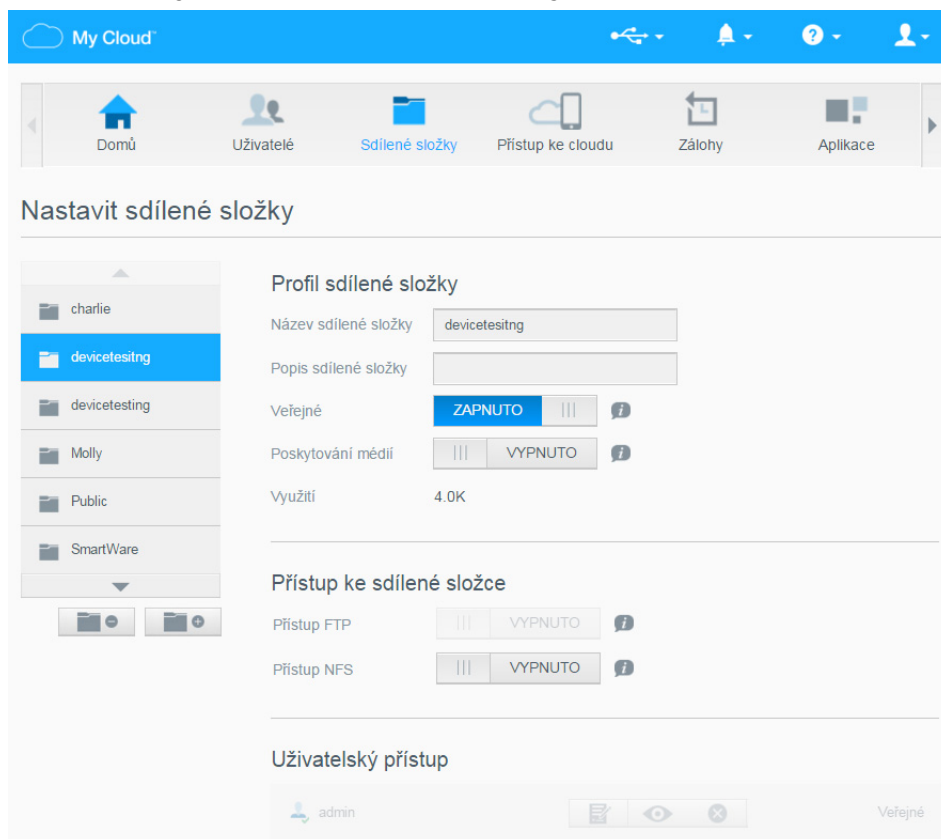 My Cloud™
Domů
Uživatelé
Sdílené složky
Přístup ke cloudu
Zálohy
Aplikace
Nastavit sdílené složky
charlie
devicetesitng
devicetesting
Molly
Public
SmartWare
Profil sdílené složky
Název sdílené složky devicetesitng
Popis sdílené složky
Veřejné ZAPNUTO
Poskytování médií VYPNUTO
Využití 4.0K
Přístup ke sdílené složce
Přístup FTP VYPNUTO
Přístup NFS VYPNUTO
Uživatelský přístup
admin Veřejné